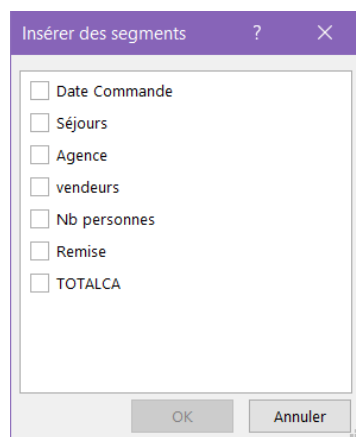 Insérer des segments ?
Date Commande
Séjours
Agence
vendeurs
Nb personnes
Remise
TOTALCA
OK Annuler